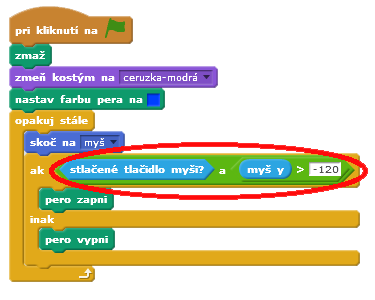 pri kliknutí na
zmaž
zmeň kostým na ceruzka-modrá
nastav farbu pera na
opakuj stále
skoč na myš
ak stlačené tlačidlo myši? a myš y > -120
pero zapni
inak
pero vypni